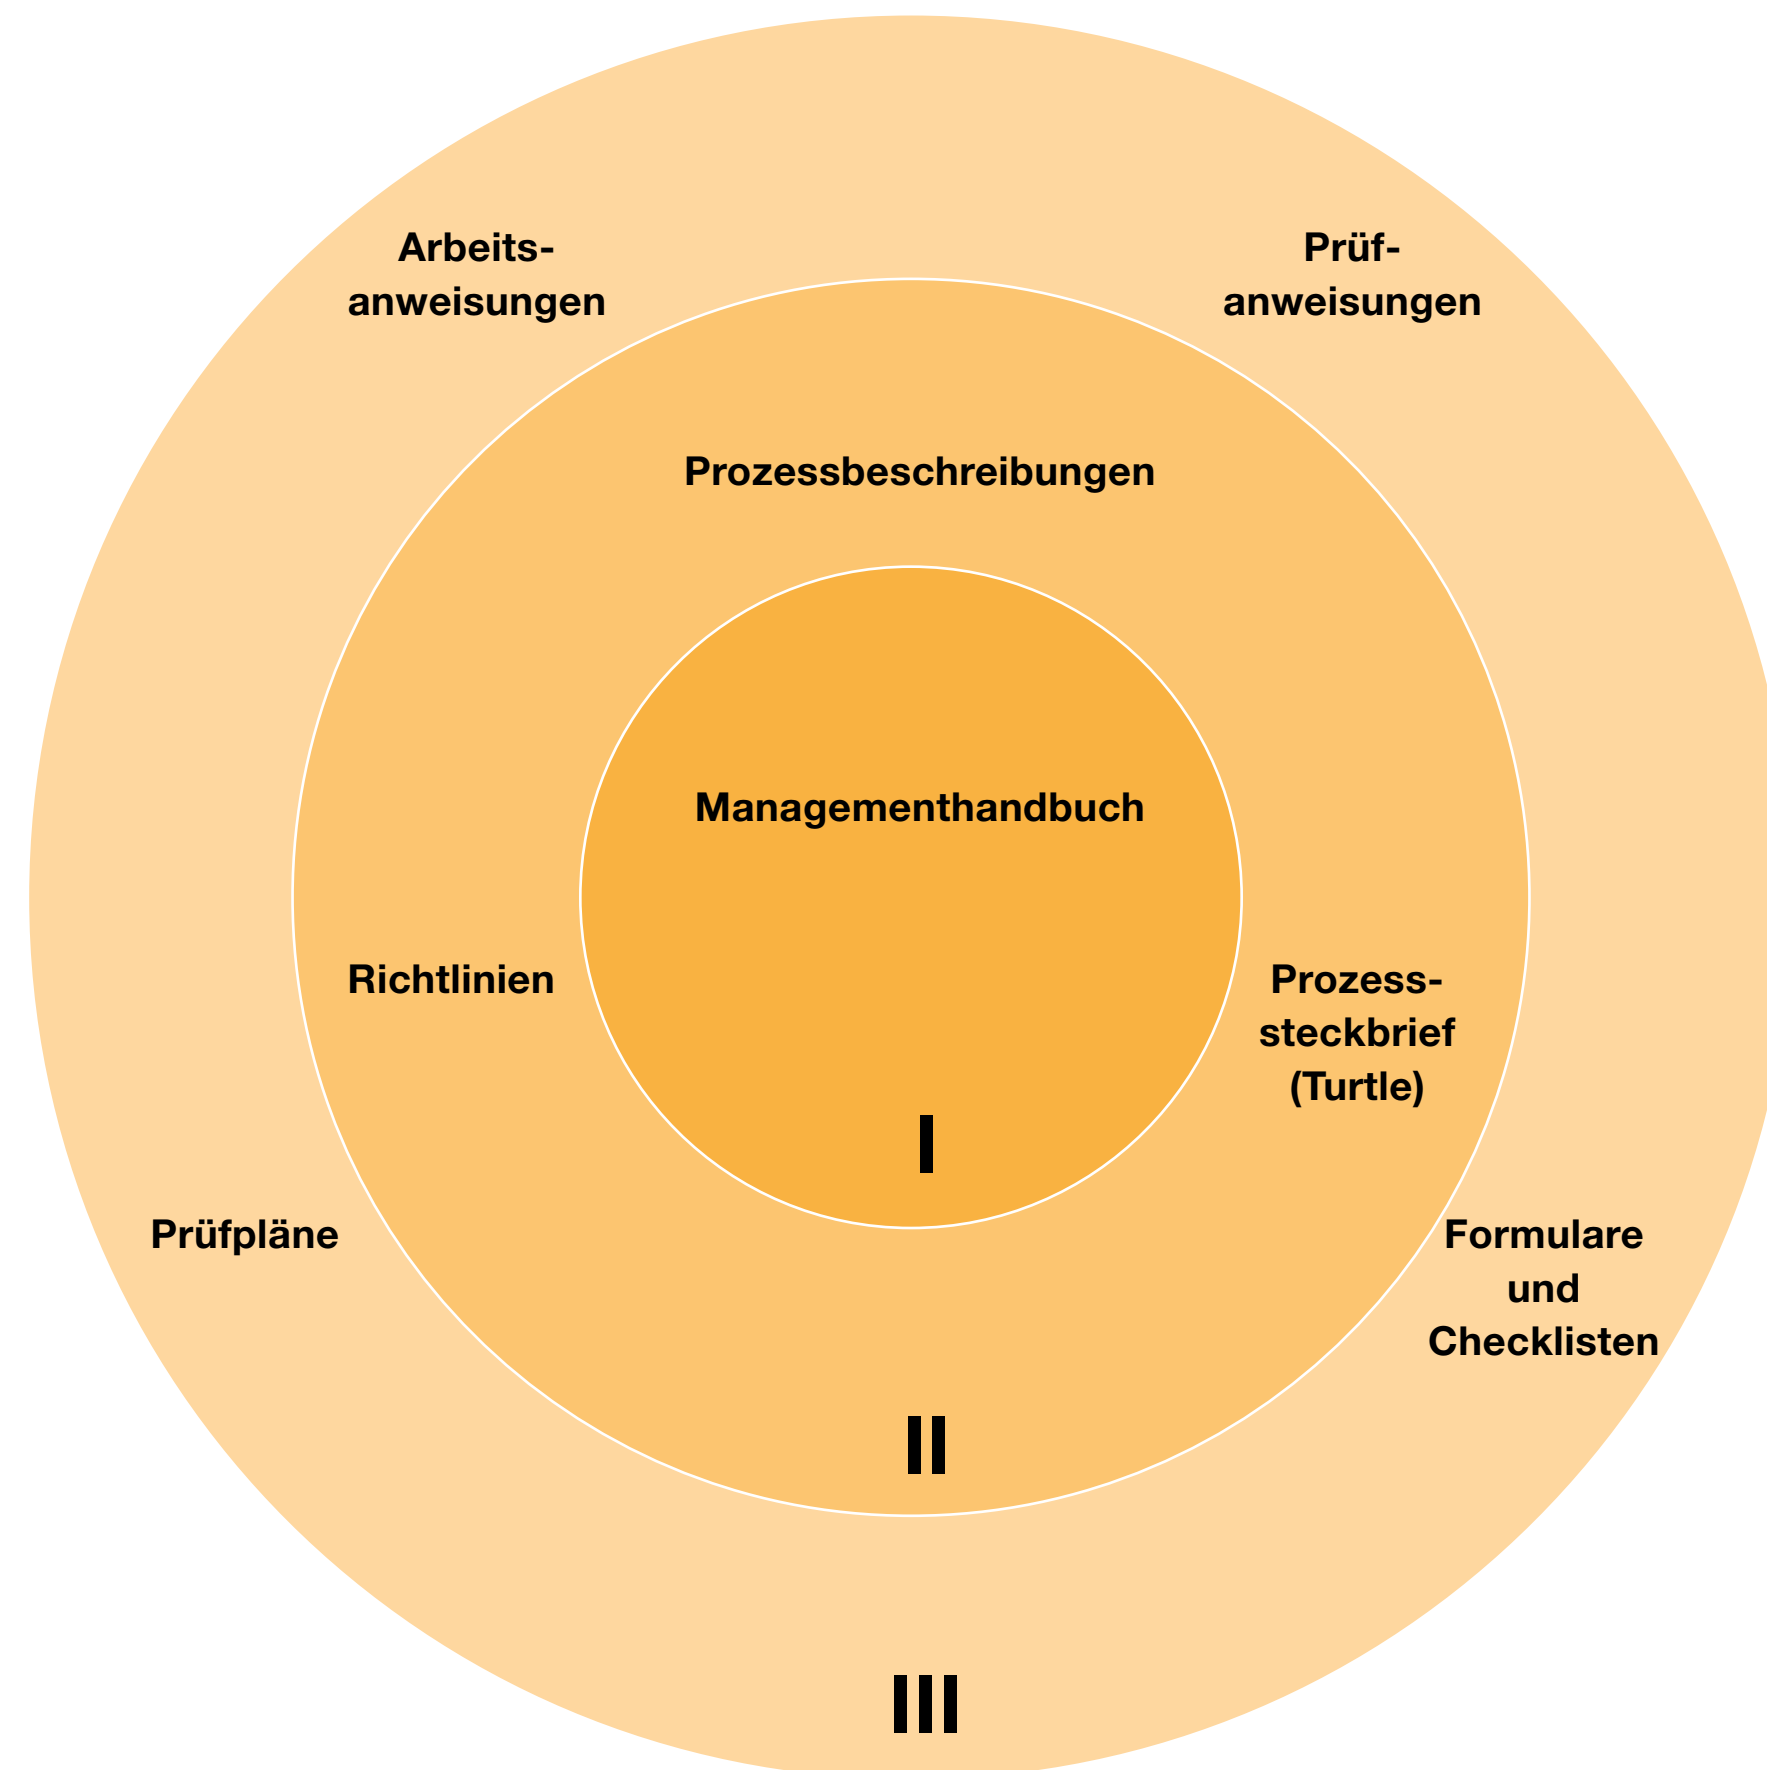 Arbeits-
anweisungen
Prüf-
anweisungen
Prozessbeschreibungen
Managementhandbuch
Richtlinien
Prozess-
steckbrief
(Turtle)
I
Prüfpläne
Formulare
und
Checklisten
II
III